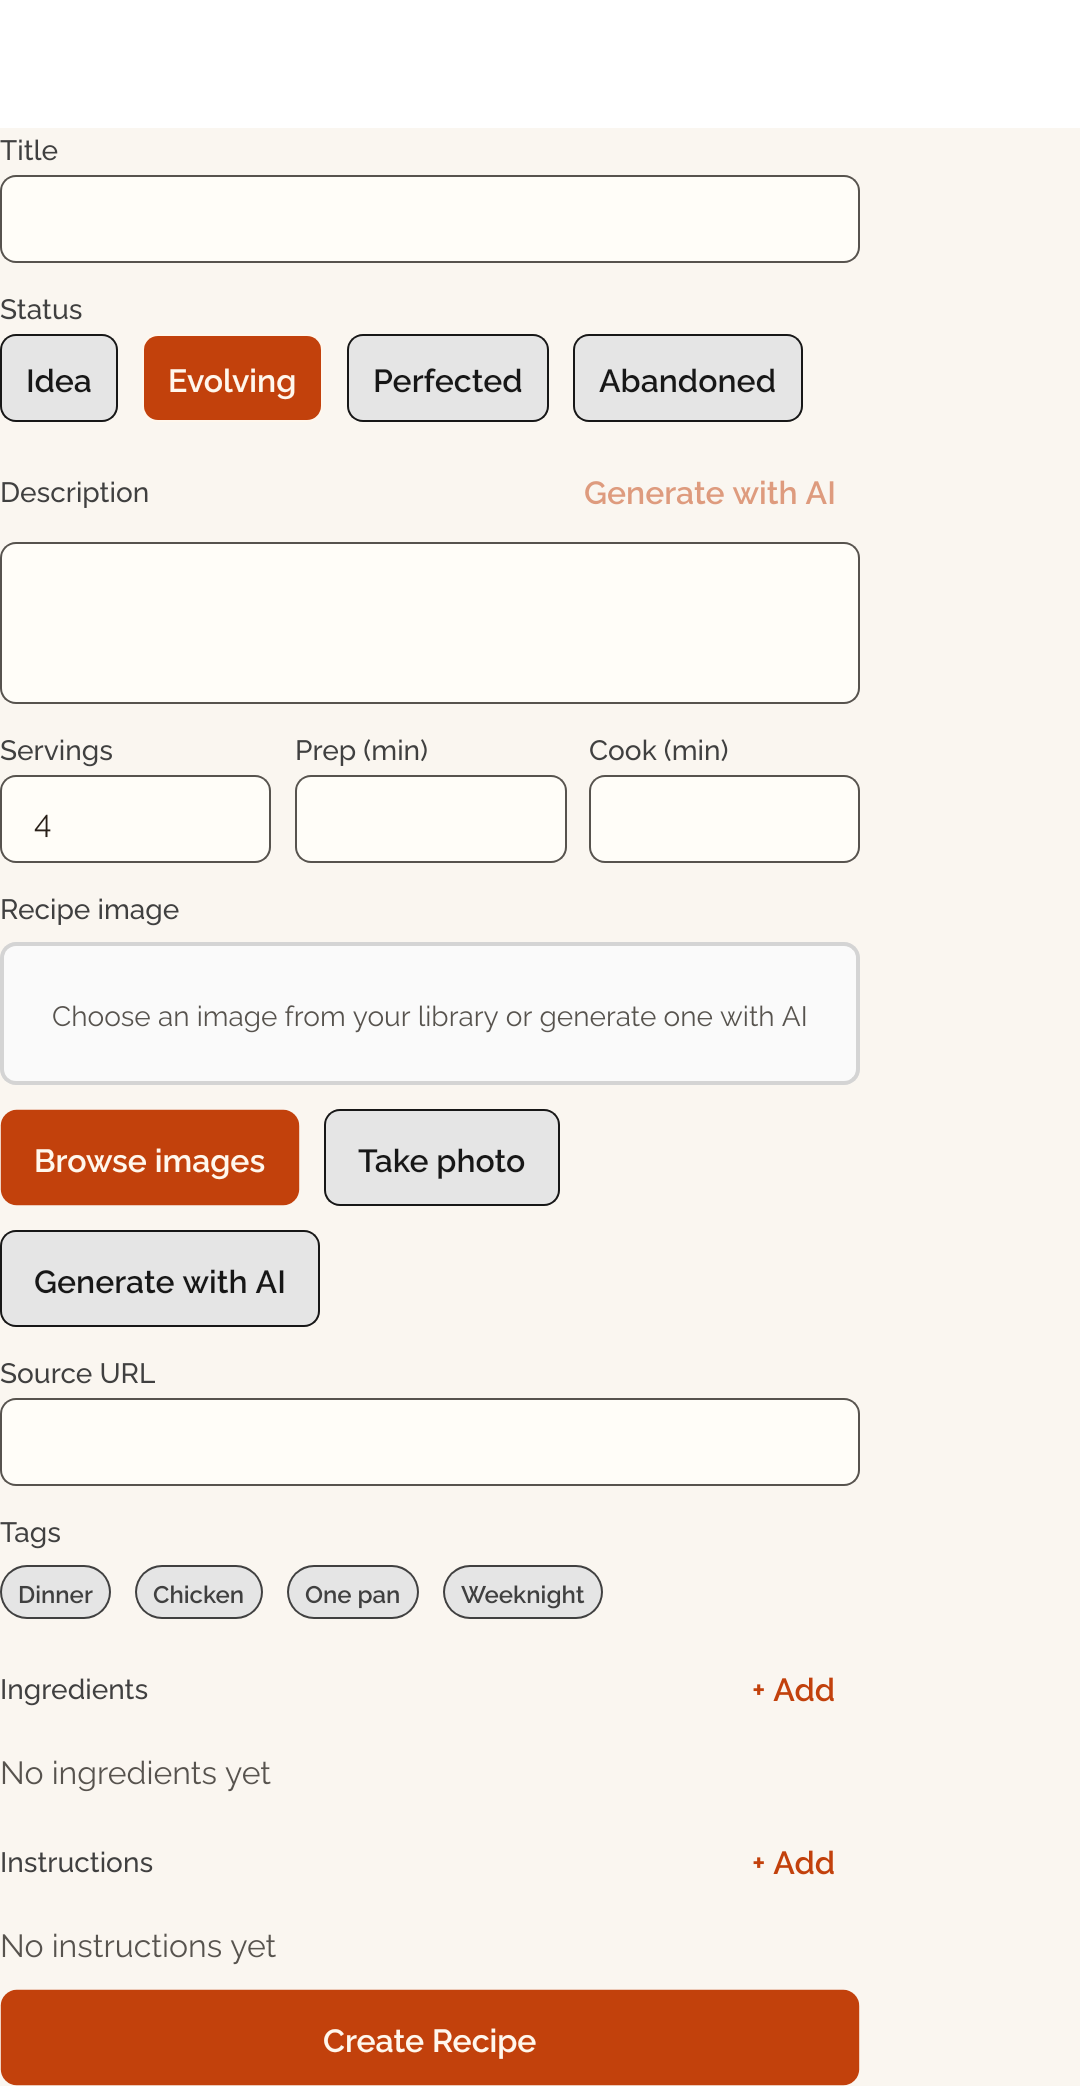 Title
Status
Idea Evolving Perfected Abandoned
Description Generate with AI
Servings Prep (min) Cook (min)
4
Recipe image
Choose an image from your library or generate one with AI
Browse images Take photo
Generate with AI
Source URL
Tags
Dinner Chicken One pan Weeknight
Ingredients + Add
No ingredients yet
Instructions + Add
No instructions yet
Create Recipe